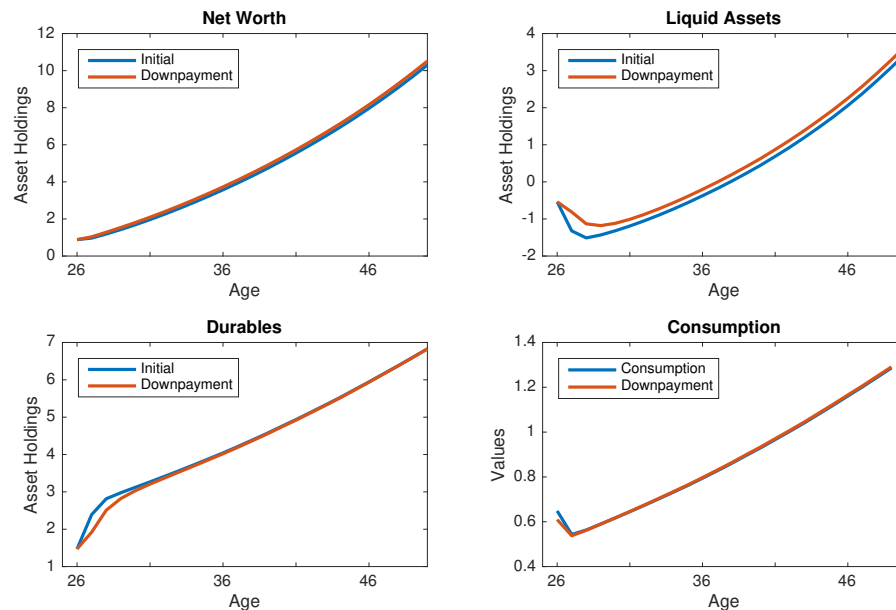 Net Worth
12
10
8
6
4
2
0
Asset Holdings
Initial
Downpayment
26
36
46
Age
Liquid Assets
4
3
2
1
0
-1
-2
Asset Holdings
Initial
Downpayment
26
36
46
Age
Durables
7
6
5
4
3
2
1
Asset Holdings
Initial
Downpayment
26
36
46
Age
Consumption
1.4
1.2
1
0.8
0.6
0.4
Values
Consumption
Downpayment
26
36
46
Age